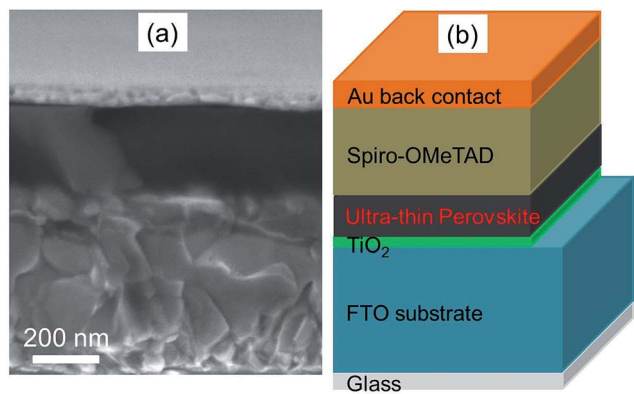 (a)
200 nm
(b)
Au back contact
Spiro-OMeTAD
Ultra-thin Perovskite
TiO₂
FTO substrate
Glass